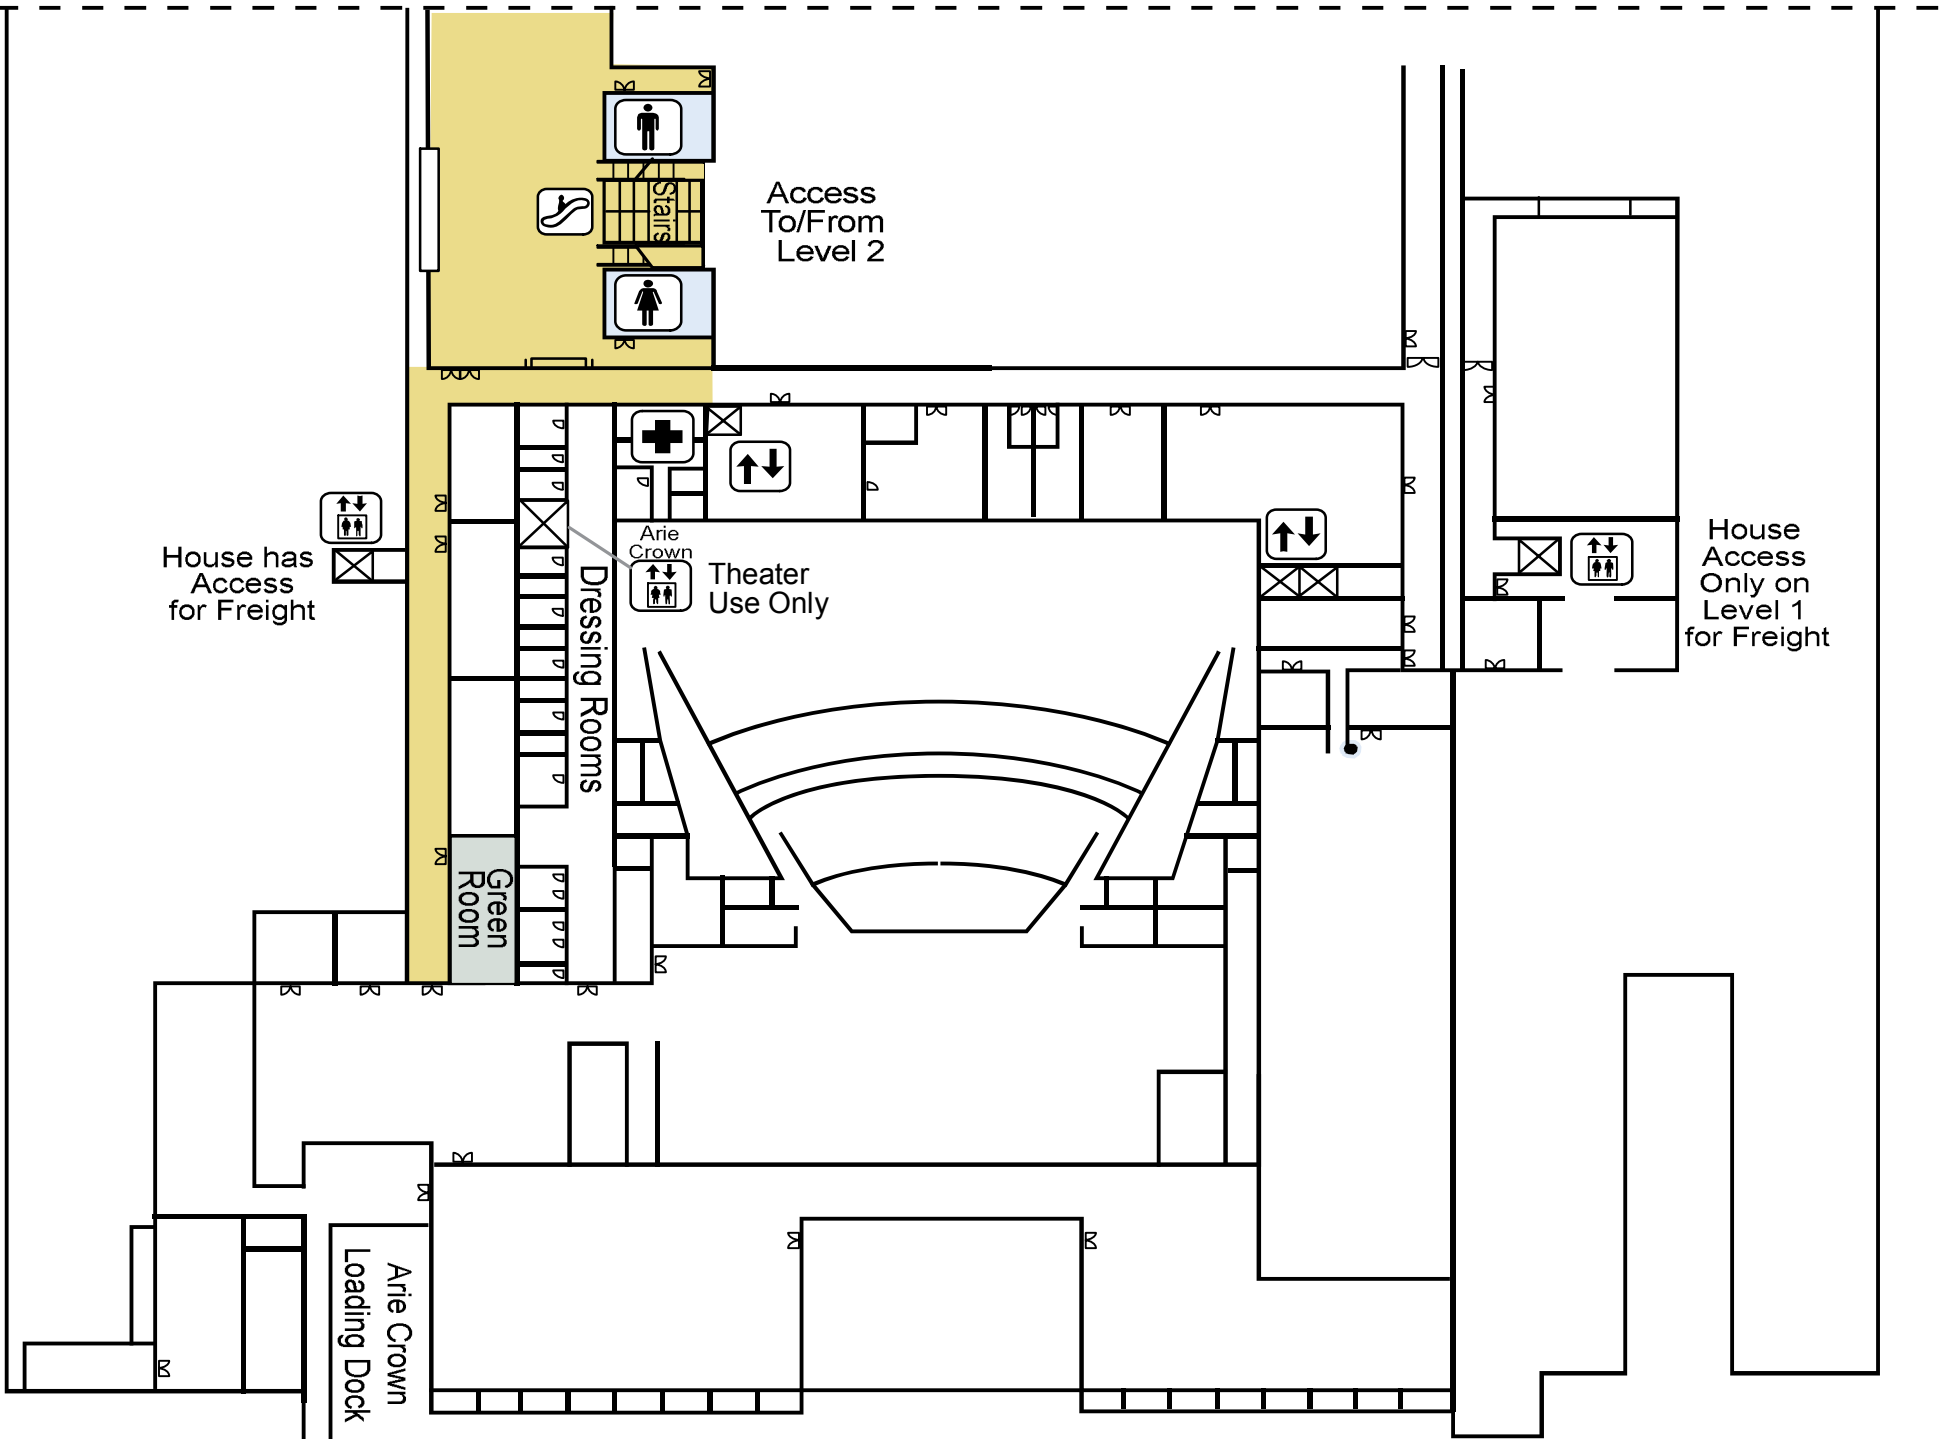 Stairs
Access
To/From
Level 2
House has
Access
for Freight
Arie
Crown
Theater
Use Only
Dressing Rooms
House
Access
Only on
Level 1
for Freight
Green
Room
Arie Crown
Loading Dock